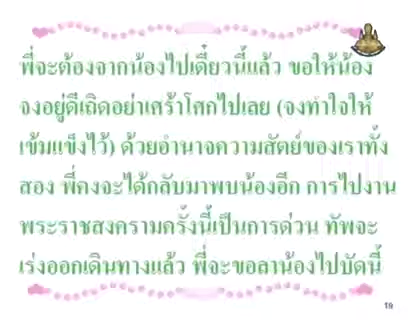 พี่จะต้องจากน้องไปเดี๋ยวนี้แล้ว ขอให้น้อง
จงอยู่ดีเถิดอย่าเศร้าโศกไปเลย (จงทำใจให้
เข้มแข็งไว้) ด้วยอำนาจความสัตย์ของเราทั้ง
สอง พี่คงจะได้กลับมาพบน้องอีก การไปงาน
พระราชสงครามครั้งนี้เป็นการด่วน ทัพจะ
เร่งออกเดินทางแล้ว พี่จะขอลาน้องไปบัดนี้
19